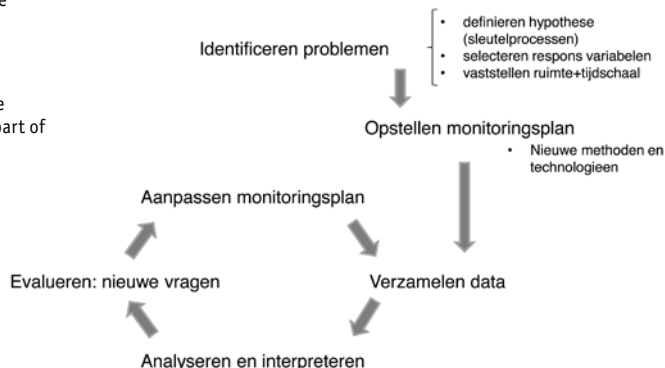 e
e
part of
Identificeren problemen
• definieren hypothese
(sleutelprocessen)
• selecteren respons variabelen
• vaststellen ruimte+tijdschaal
Opstellen monitoringsplan
• Nieuwe methoden en
technologieen
Aanpassen monitoringsplan
Evalueren: nieuwe vragen
Verzamelen data
Analyseren en interpreteren